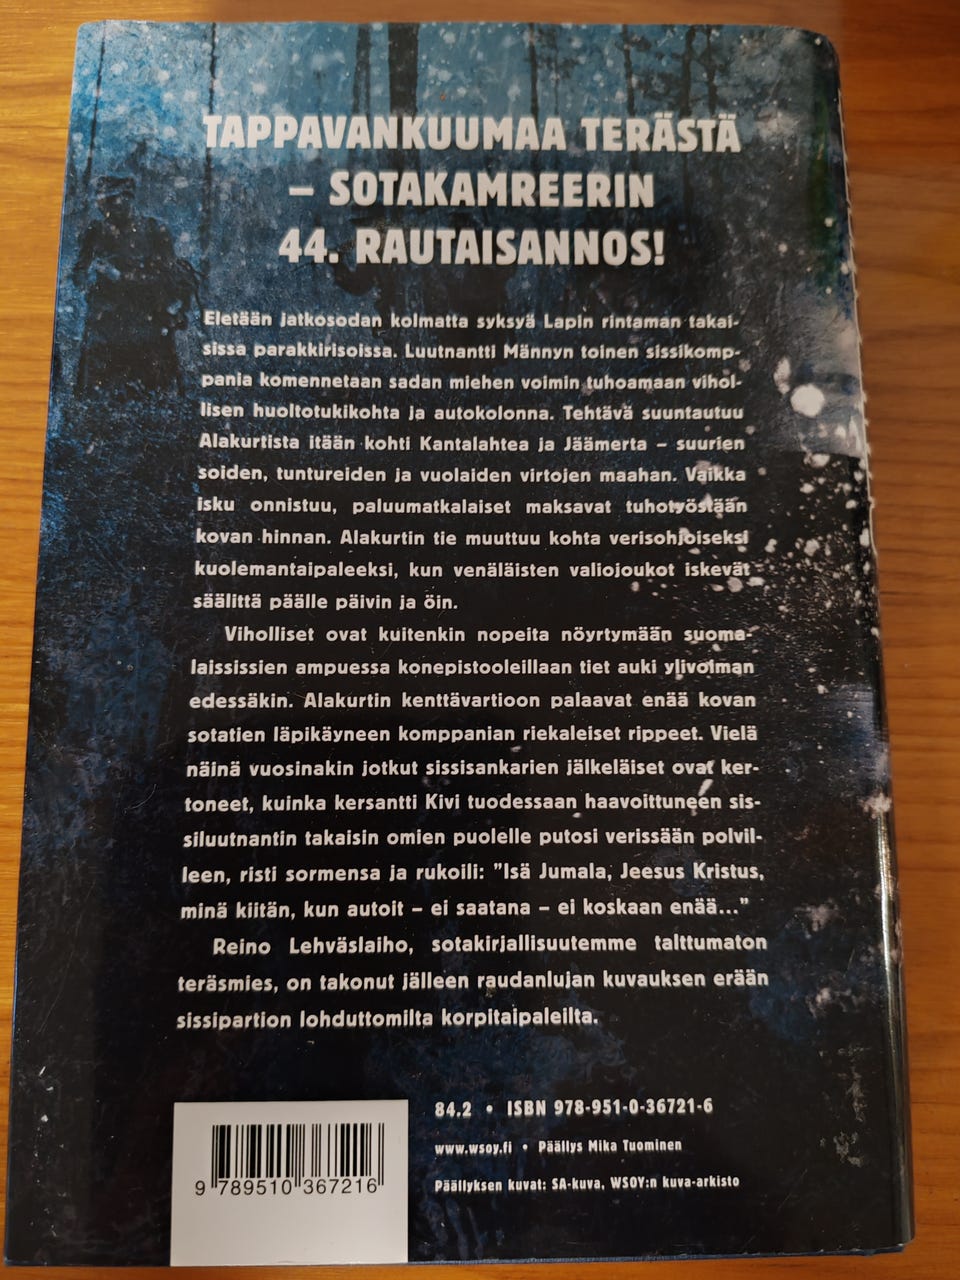 TAPPAVANKUUMAA TERÄSTÄ
– SOTAKAMREERIN
44. RAUTAISANNOS!
Eletään jatkosodan kolmatta syksyä Lapin rintaman takai-
sissa parakkirisoissa. Luutnantti Männyn toinen sissikomp-
pania komennetaan sadan miehen voimin tuhoamaan vihol-
lisen huoltotukikohta ja autokolonna. Tehtävä suuntautuu
Alakurtista itään kohti Kantalahtea ja Jäämerta – suurien
soiden, tuntureiden ja vuolaiden virtojen maahan. Vaikka
isku onnistuu, paluumatkalaiset maksavat tuhotyöstään
kovan hinnan. Alakurtin tie muuttuu kohta verisohjoiseksi
kuolemantaipaleeksi, kun venäläisten valiojoukot iskevät
säälittä päälle päivin ja öin.
Viholliset ovat kuitenkin nopeita nöyrtymään suoma-
laississien ampuessa konepistooleillaan tiet auki ylivoiman
edessäkin. Alakurtin kenttävartioon palaavat enää kovan
sotatien läpikäyneen komppanian riekaleiset rippeet. Vielä
näinä vuosinakin jotkut sissisankarien jälkeläiset ovat ker-
toneet, kuinka kersantti Kivi tuodessaan haavoittuneen sis-
siluutnantin takaisin omien puolelle putosi verissään polvil-
leen, risti sormensa ja rukoili: ”Isä Jumala, Jeesus Kristus,
minä kiitän, kun autoit – ei saatana – ei koskaan enää...”
Reino Lehväslaiho, sotakirjallisuutemme talttumaton
teräsmies, on takonut jälleen raudanlujan kuvauksen erään
sissipartion lohduttomilta korpitaipaleilta.
84.2 • ISBN 978-951-0-36721-6
www.wsoy.fi • Päällys Mika Tuominen
Päällyksen kuvat: SA-kuva, WSOY:n kuva-arkisto
9 789510 367216